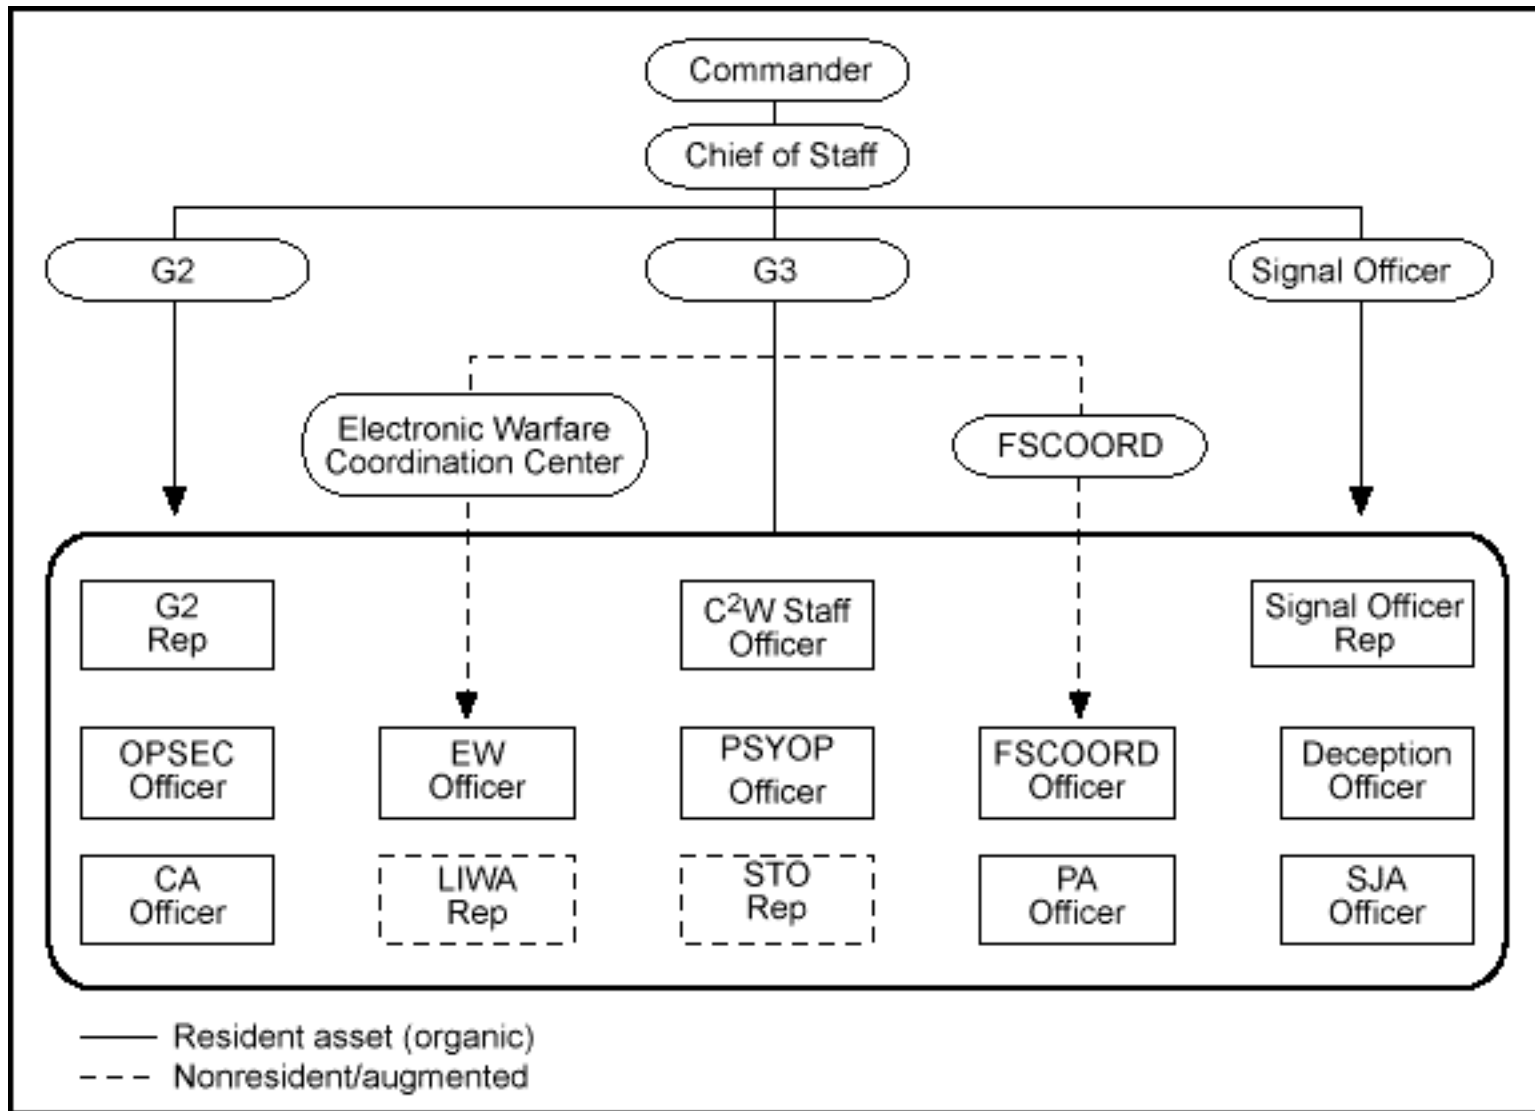 Commander
Chief of Staff
G2
G3
Signal Officer
Electronic Warfare
Coordination Center
FSCOORD
G2
Rep
C²W Staff
Officer
Signal Officer
Rep
OPSEC
Officer
EW
Officer
PSYOP
Officer
FSCOORD
Officer
Deception
Officer
CA
Officer
LIWA
Rep
STO
Rep
PA
Officer
SJA
Officer
Resident asset (organic)
Nonresident/augmented